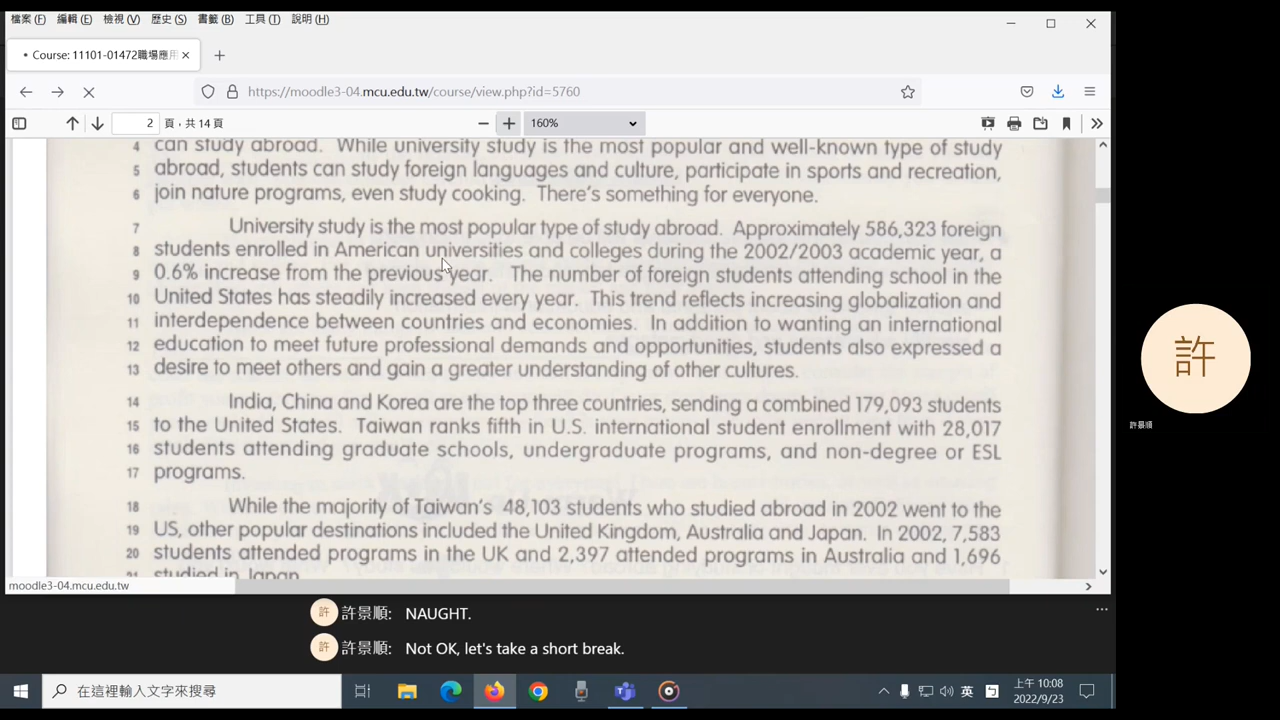 檔案 (F) 編輯 (E) 檢視 (V) 歷史 (S) 書籤 (B) 工具 (T) 說明 (H)
Course: 11101-01472職場應用
https://moodle3-04.mcu.edu.tw/course/view.php?id=5760
2 頁，共 14 頁 160%
4 can study abroad. While university study is the most popular and well-known type of study
5 abroad, students can study foreign languages and culture, participate in sports and recreation,
6 join nature programs, even study cooking. There's something for everyone.
7 University study is the most popular type of study abroad. Approximately 586,323 foreign
8 students enrolled in American universities and colleges during the 2002/2003 academic year, a
9 0.6% increase from the previous year. The number of foreign students attending school in the
10 United States has steadily increased every year. This trend reflects increasing globalization and
11 interdependence between countries and economies. In addition to wanting an international
12 education to meet future professional demands and opportunities, students also expressed a
13 desire to meet others and gain a greater understanding of other cultures.
14 India, China and Korea are the top three countries, sending a combined 179,093 students
15 to the United States. Taiwan ranks fifth in U.S. international student enrollment with 28,017
16 students attending graduate schools, undergraduate programs, and non-degree or ESL
17 programs.
18 While the majority of Taiwan's 48,103 students who studied abroad in 2002 went to the
19 US, other popular destinations included the United Kingdom, Australia and Japan. In 2002, 7,583
20 students attended programs in the UK and 2,397 attended programs in Australia and 1,696
21 studied in Japan.
moodle3-04.mcu.edu.tw
許
許景順
許 許景順: NAUGHT.
許 許景順: Not OK, let's take a short break.
在這裡輸入文字來搜尋
英
上午 10:08
2022/9/23